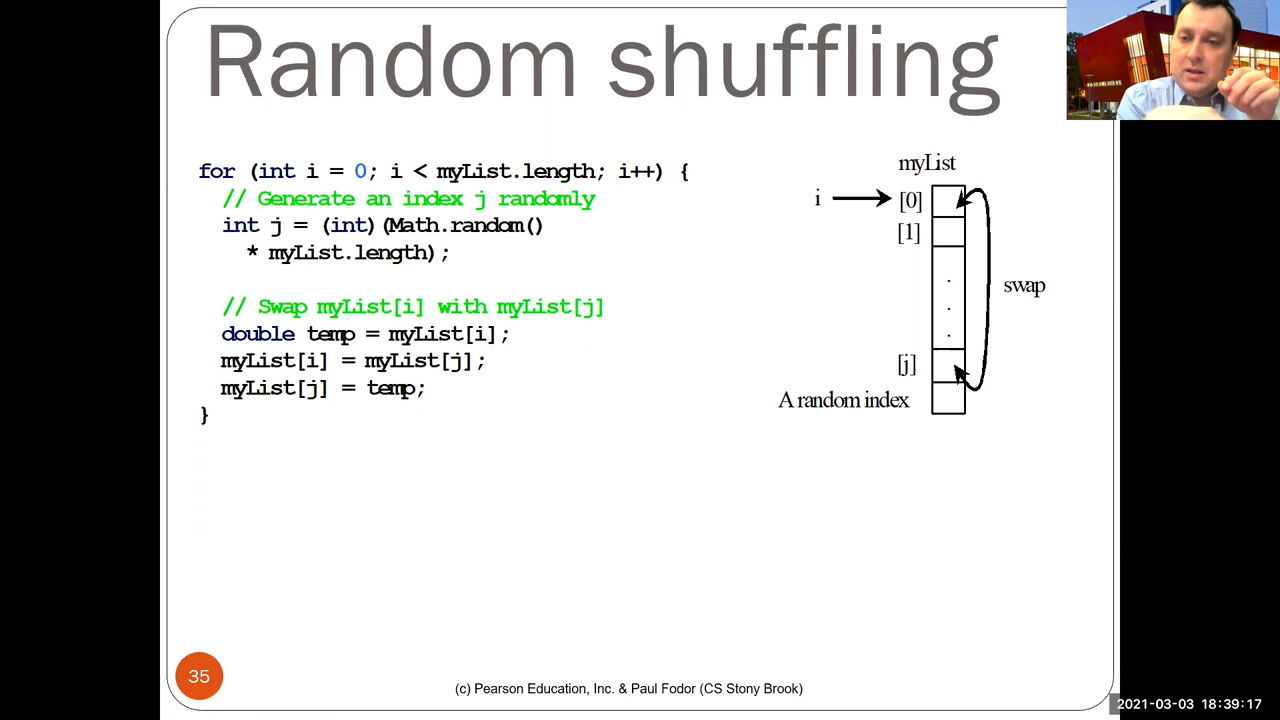 Random shuffling
for (int i = 0; i < myList.length; i++) {
// Generate an index j randomly
int j = (int)(Math.random()
* myList.length);
// Swap myList[i] with myList[j]
double temp = myList[i];
myList[i] = myList[j];
myList[j] = temp;
}
myList
i
[0]
[1]
.
.
.
swap
[j]
A random index
35
(c) Pearson Education, Inc. & Paul Fodor (CS Stony Brook)
2021-03-03 18:39:17